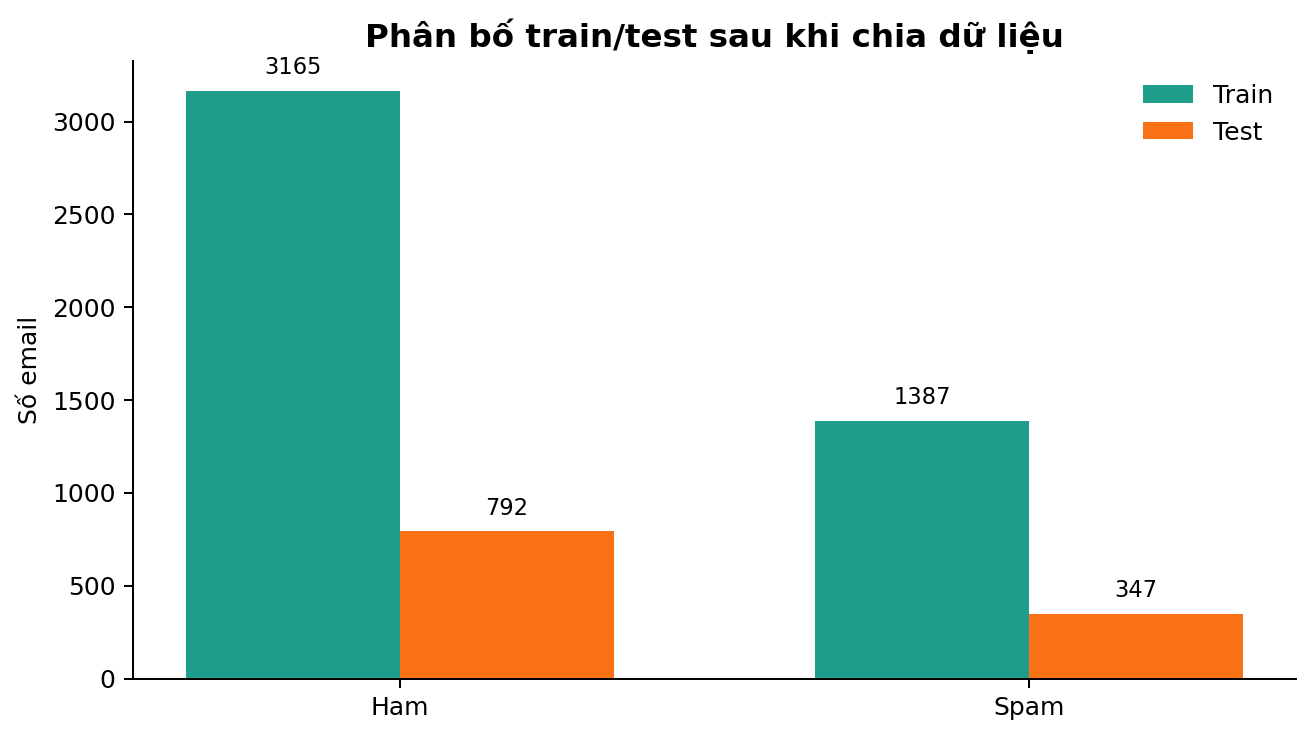 Phân bố train/test sau khi chia dữ liệu
Train
Test
Số email
3000
2500
2000
1500
1000
500
0
3165
792
1387
347
Ham
Spam